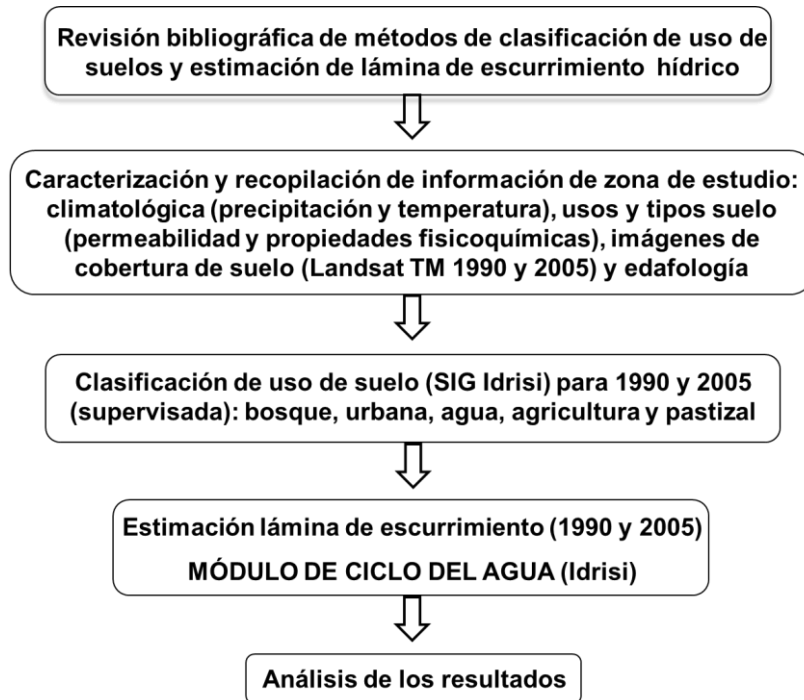 Revisión bibliográfica de métodos de clasificación de uso de
suelos y estimación de lámina de escurrimiento hídrico
Caracterización y recopilación de información de zona de estudio:
climatológica (precipitación y temperatura), usos y tipos suelo
(permeabilidad y propiedades fisicoquímicas), imágenes de
cobertura de suelo (Landsat TM 1990 y 2005) y edafología
Clasificación de uso de suelo (SIG Idrisi) para 1990 y 2005
(supervisada): bosque, urbana, agua, agricultura y pastizal
Estimación lámina de escurrimiento (1990 y 2005)
MÓDULO DE CICLO DEL AGUA (Idrisi)
Análisis de los resultados